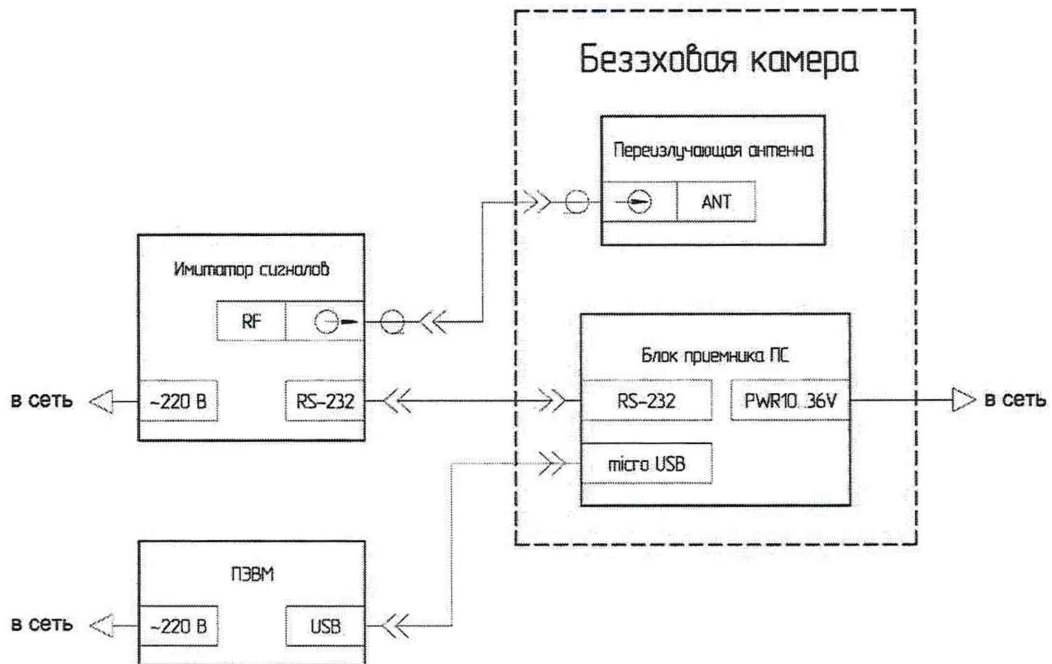 Безэховая камера
Переизлучающая антенна
ANT
Имитатор сигналов
RF
Блок приемника ПС
в сеть
~220 В
RS-232
RS-232
PWR10..36V
в сеть
micro USB
ПЭВМ
в сеть
~220 В
USB